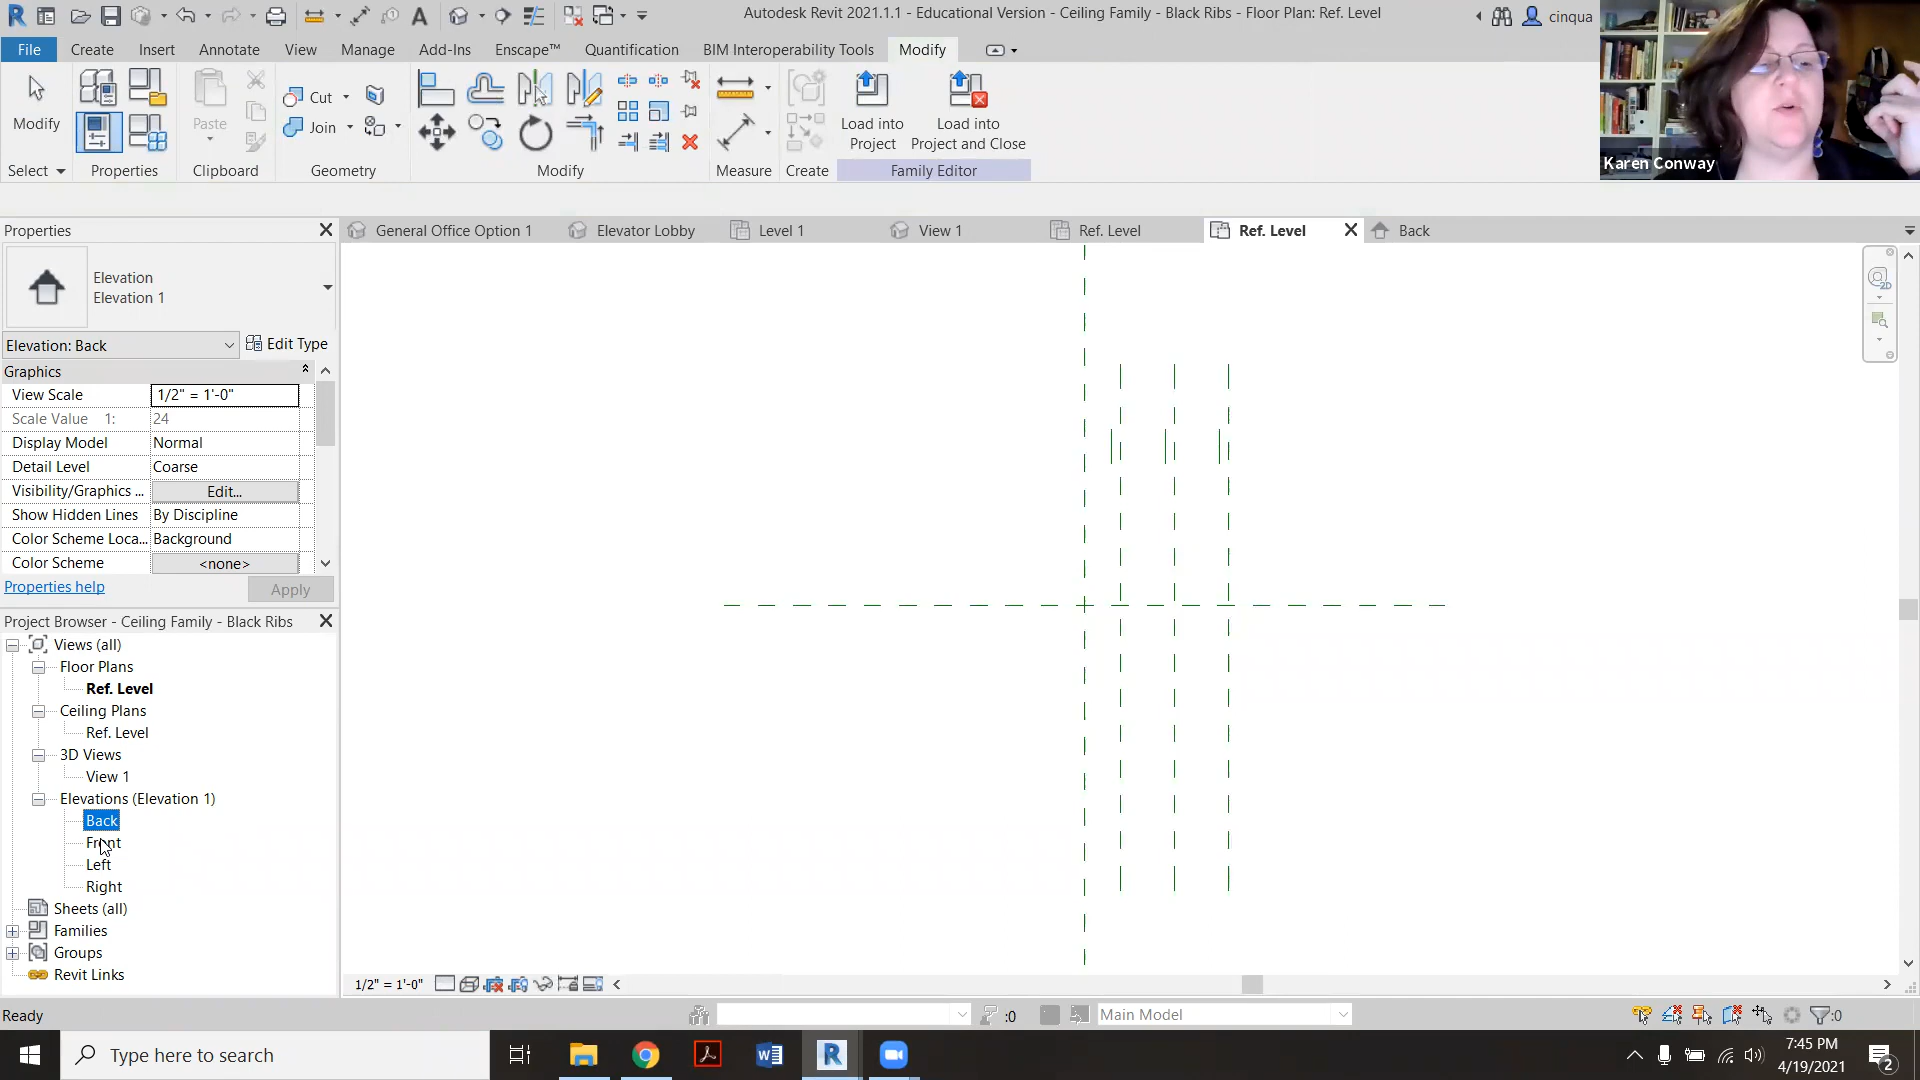 Autodesk Revit 2021.1.1 - Educational Version - Ceiling Family - Black Ribs - Floor Plan: Ref. Level
cinqua
File Create Insert Annotate View Manage Add-Ins Enscape™ Quantification BIM Interoperability Tools Modify
Modify
Paste
Cut
Join
Load into Project
Load into Project and Close
Select Properties Clipboard Geometry Modify Measure Create Family Editor
Karen Conway
Properties
General Office Option 1
Elevator Lobby
Level 1
View 1
Ref. Level
Ref. Level
Back
Elevation
Elevation 1
Elevation: Back
Edit Type
Graphics
View Scale 1/2" = 1'-0"
Scale Value 1: 24
Display Model Normal
Detail Level Coarse
Visibility/Graphics ... Edit...
Show Hidden Lines By Discipline
Color Scheme Loca... Background
Color Scheme <none>
Properties help
Apply
Project Browser - Ceiling Family - Black Ribs
Views (all)
Floor Plans
Ref. Level
Ceiling Plans
Ref. Level
3D Views
View 1
Elevations (Elevation 1)
Back
Front
Left
Right
Sheets (all)
Families
Groups
Revit Links
1/2" = 1'-0"
Ready
:0
Main Model
:0
Type here to search
7:45 PM
4/19/2021
2